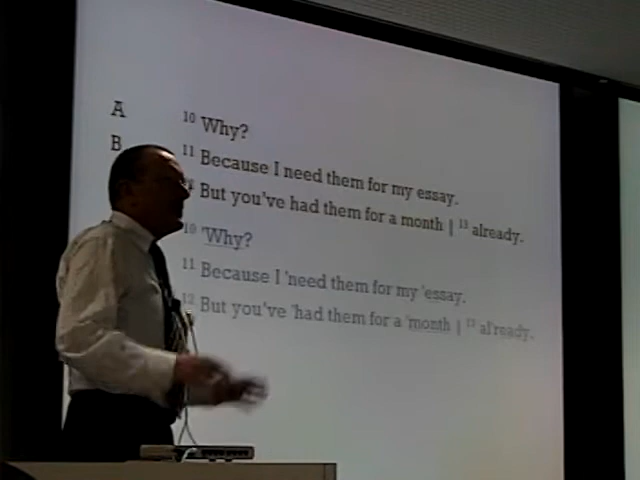 A ¹⁰ Why?
B ¹¹ Because I need them for my essay.
But you've had them for a month | ¹³ already.
¹⁰ 'Why?
¹¹ Because I 'need them for my 'essay.
¹² But you've 'had them for a 'month | ¹³ al'ready.